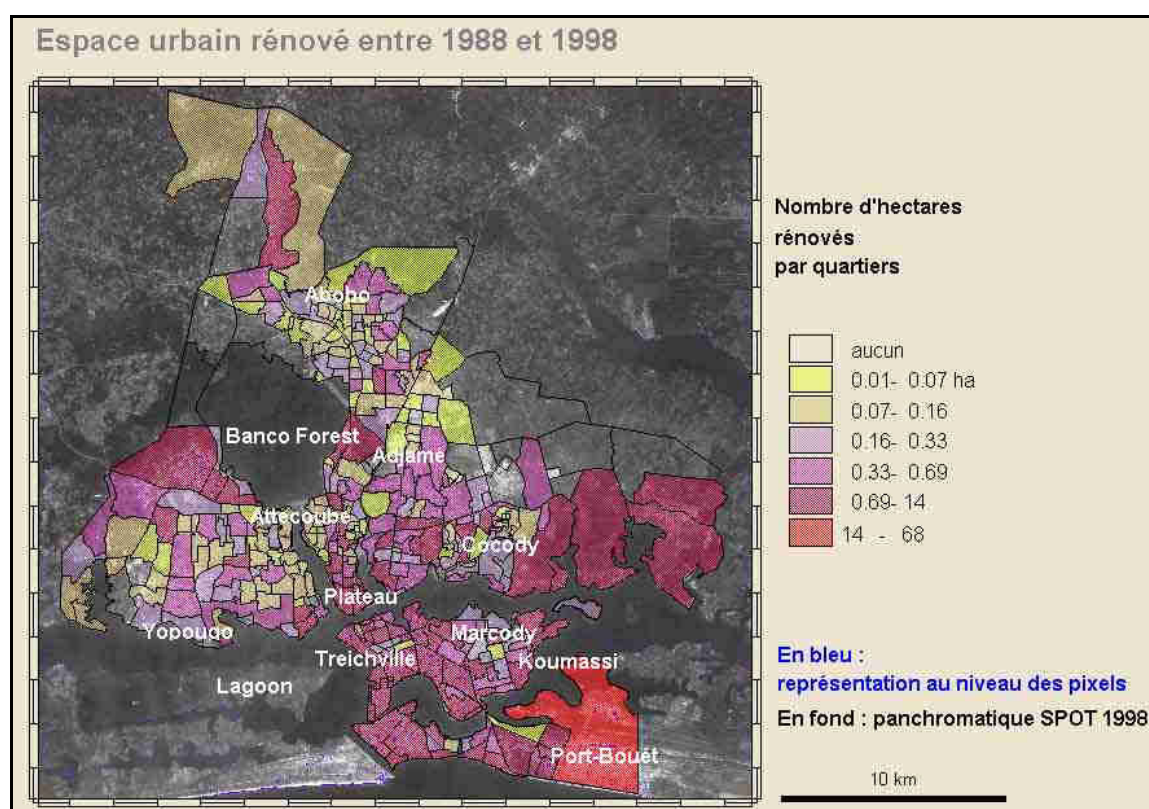 Espace urbain rénové entre 1988 et 1998
Abobo
Banco Forest
Adjame
Attecoube
Cocody
Plateau
Yopougo
Marcody
Treichville
Koumassi
Lagoon
Port-Bouët
Nombre d'hectares
rénovés
par quartiers
aucun
0.01- 0.07 ha
0.07- 0.16
0.16- 0.33
0.33- 0.69
0.69- 14
14 - 68
En bleu :
représentation au niveau des pixels
En fond : panchromatique SPOT 1998
10 km